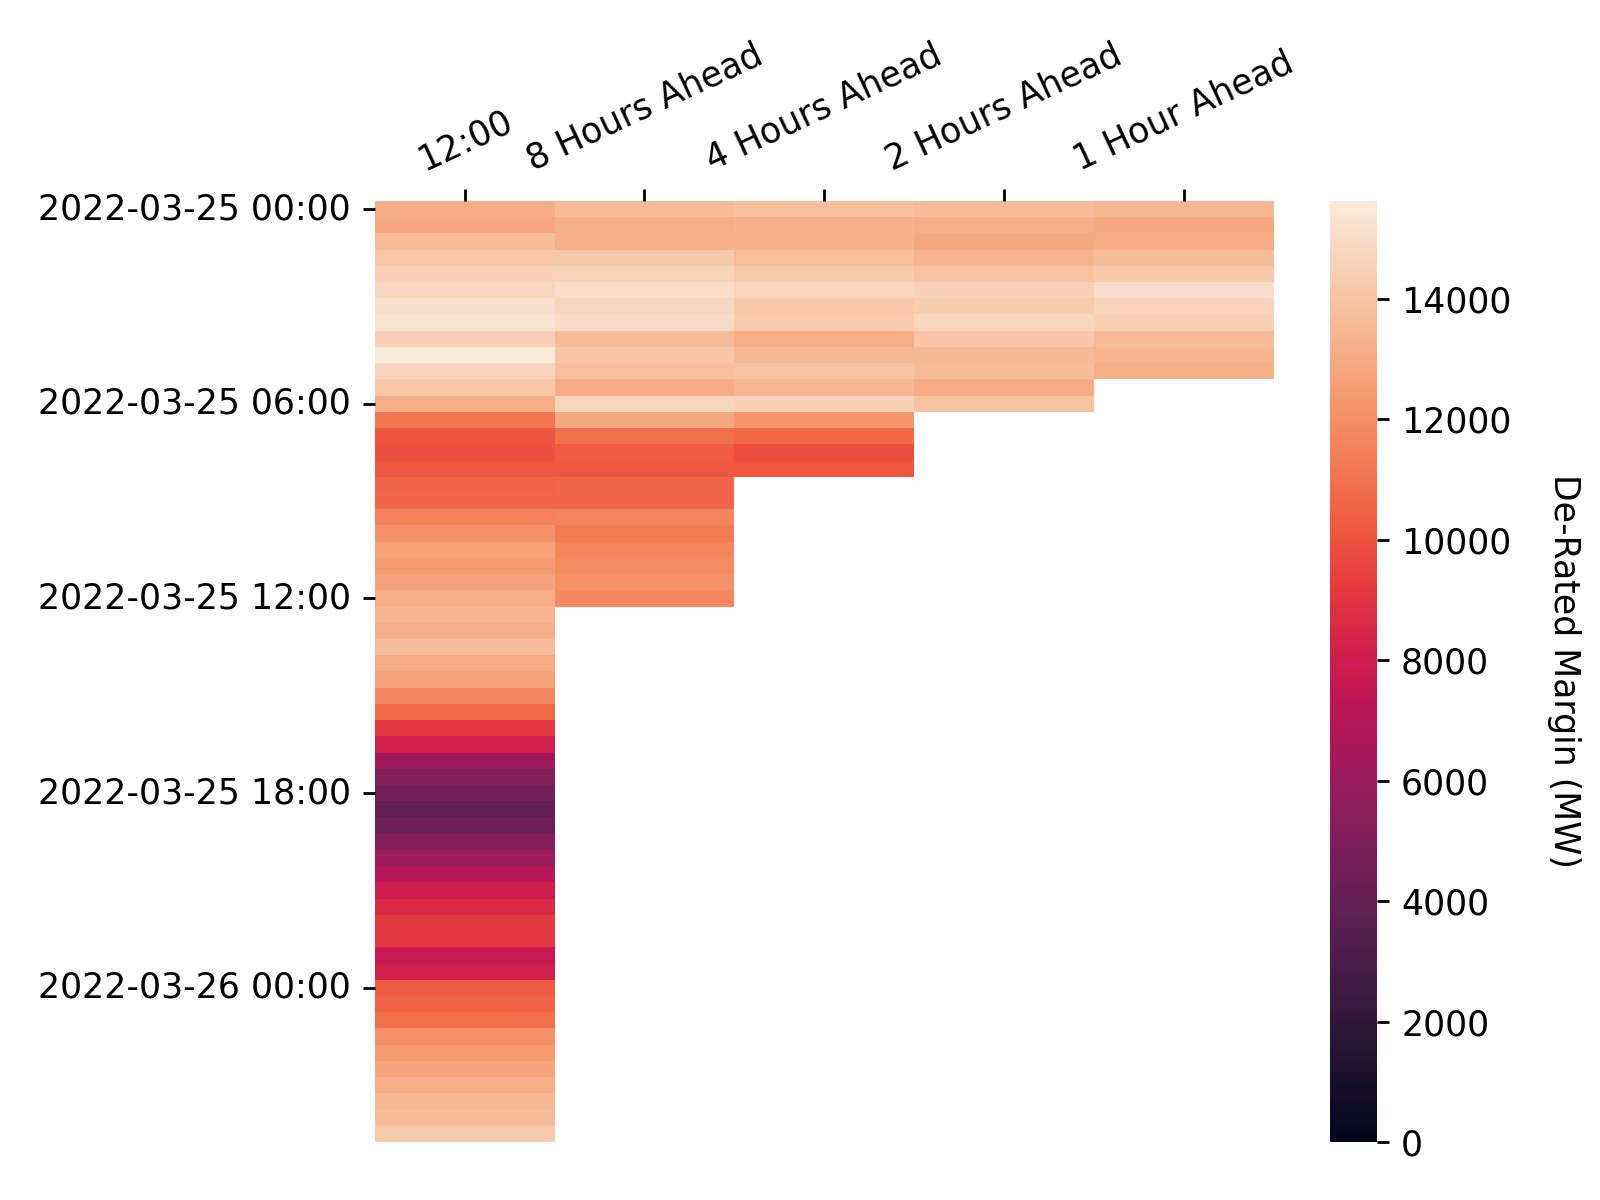 12:00
8 Hours Ahead
4 Hours Ahead
2 Hours Ahead
1 Hour Ahead
2022-03-25 00:00
2022-03-25 06:00
2022-03-25 12:00
2022-03-25 18:00
2022-03-26 00:00
14000
12000
10000
8000
6000
4000
2000
0
De-Rated Margin (MW)